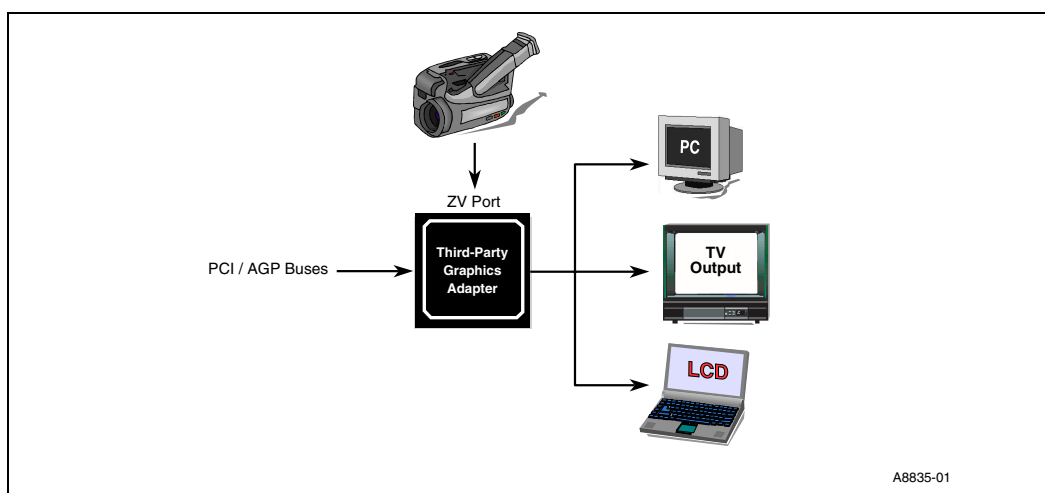 ZV Port
PCI / AGP Buses
Third-Party
Graphics
Adapter
PC
TV
Output
LCD
A8835-01